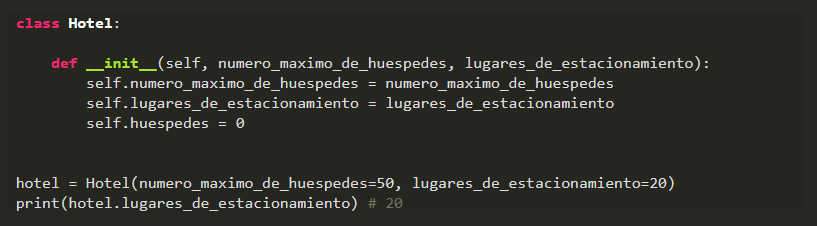 class Hotel:
    def __init__(self, numero_maximo_de_huespedes, lugares_de_estacionamiento):
        self.numero_maximo_de_huespedes = numero_maximo_de_huespedes
        self.lugares_de_estacionamiento = lugares_de_estacionamiento
        self.huespedes = 0
hotel = Hotel(numero_maximo_de_huespedes=50, lugares_de_estacionamiento=20)
print(hotel.lugares_de_estacionamiento) # 20